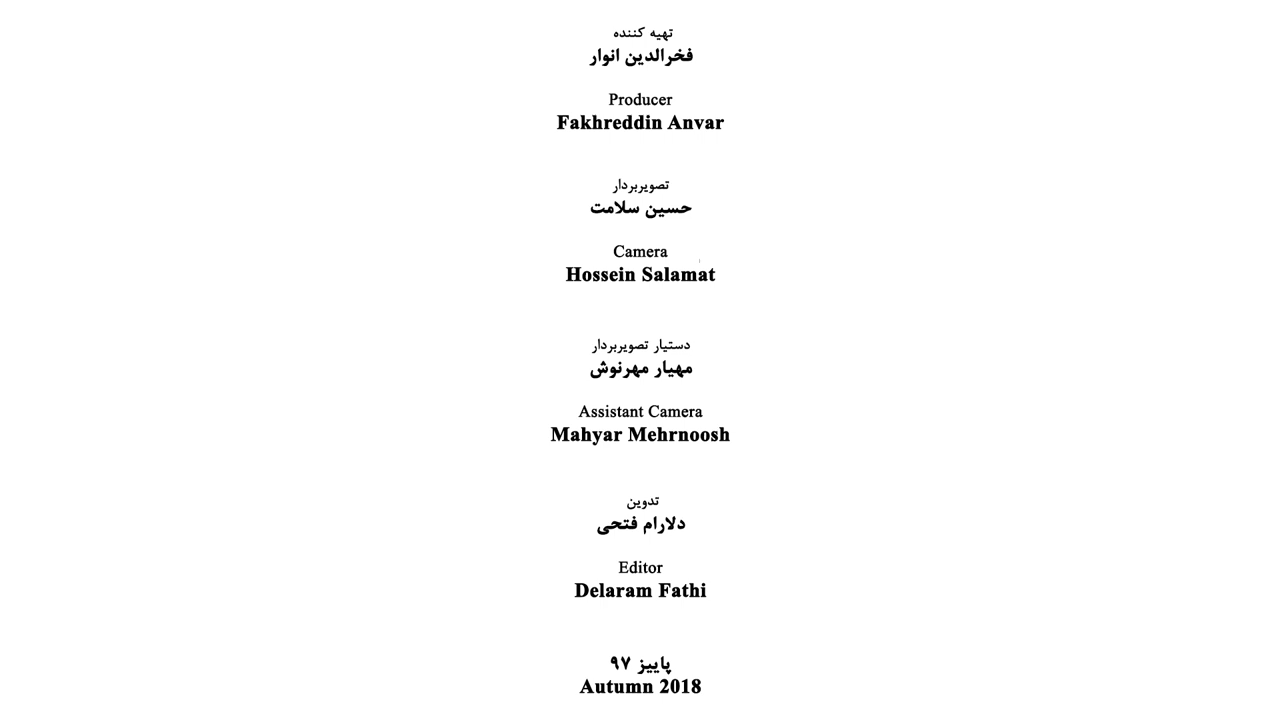 تهیه کننده
فخرالدین انوار
Producer
Fakhreddin Anvar
تصویربردار
حسین سلامت
Camera
Hossein Salamat
دستیار تصویربردار
مهیار مهرنوش
Assistant Camera
Mahyar Mehrnoosh
تدوین
دلارام فتحی
Editor
Delaram Fathi
پاییز ۹۷
Autumn 2018